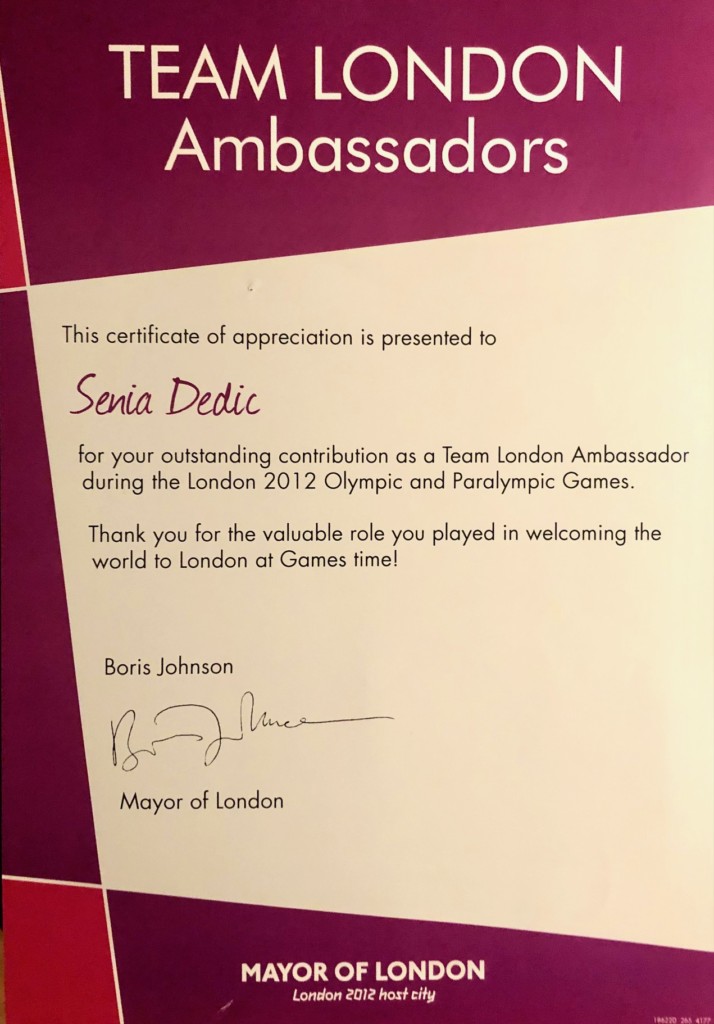 TEAM LONDON
Ambassadors
This certificate of appreciation is presented to
Senia Dedic
for your outstanding contribution as a Team London Ambassador
during the London 2012 Olympic and Paralympic Games.
Thank you for the valuable role you played in welcoming the
world to London at Games time!
Boris Johnson
Mayor of London
MAYOR OF LONDON
London 2012 host city